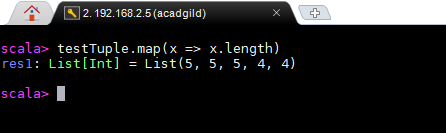 2. 192.168.2.5 (acadgild)
scala> testTuple.map(x => x.length)
res1: List[Int] = List(5, 5, 5, 4, 4)
scala>